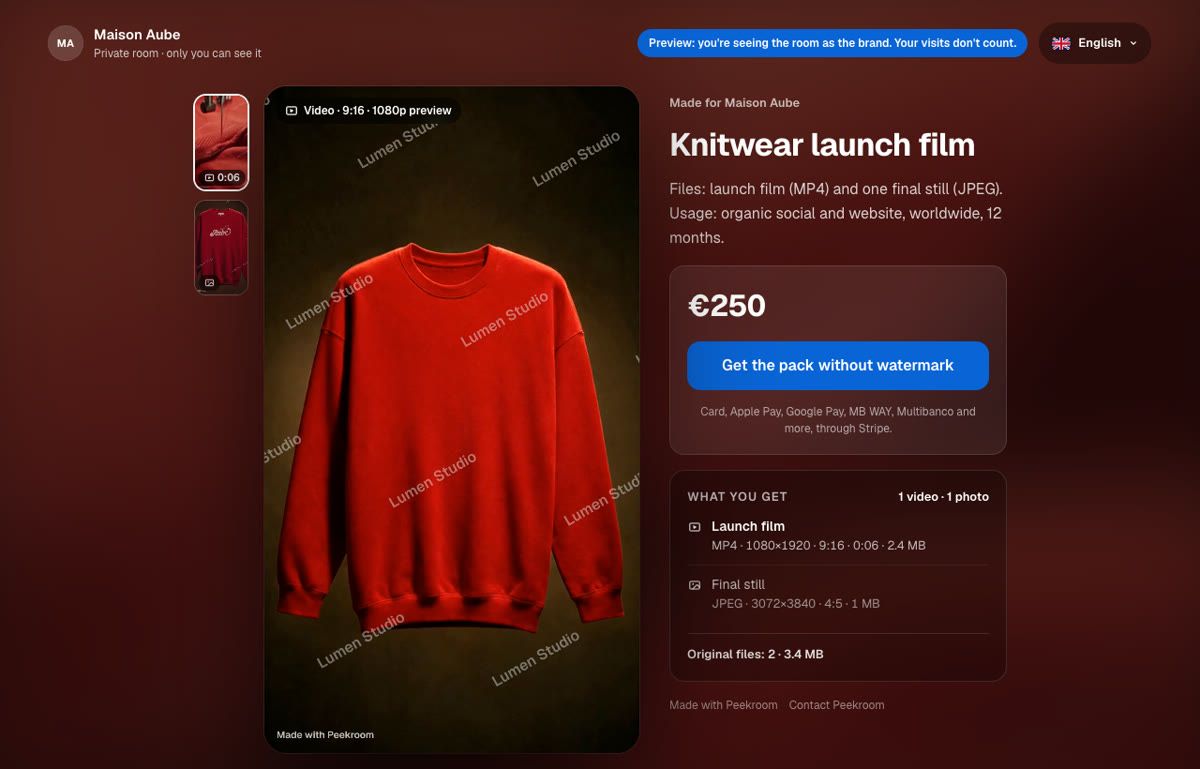 MA
Maison Aube
Private room · only you can see it
Preview: you're seeing the room as the brand. Your visits don't count.
English
0:06
Video · 9:16 · 1080p preview
Lumen Studio
Lumen Studio
Lumen Studio
Lumen Studio
Studio
Lumen Studio
Lumen Studio
Lumen Studio
Lumen Studio
Made with Peekroom
Made for Maison Aube
Knitwear launch film
Files: launch film (MP4) and one final still (JPEG).
Usage: organic social and website, worldwide, 12
months.
€250
Get the pack without watermark
Card, Apple Pay, Google Pay, MB WAY, Multibanco and
more, through Stripe.
WHAT YOU GET
1 video · 1 photo
Launch film
MP4 · 1080×1920 · 9:16 · 0:06 · 2.4 MB
Final still
JPEG · 3072×3840 · 4:5 · 1 MB
Original files: 2 · 3.4 MB
Made with Peekroom
Contact Peekroom